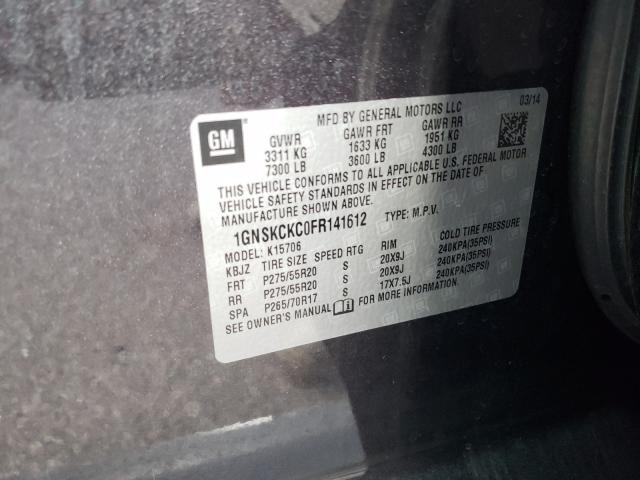 03/14
MFD BY GENERAL MOTORS LLC
GM
GVWR GAWR FRT GAWR RR
3311 KG 1633 KG 1951 KG
7300 LB 3600 LB 4300 LB
THIS VEHICLE CONFORMS TO ALL APPLICABLE U.S. FEDERAL MOTOR
VEHICLE SAFETY STANDARDS IN EFFECT ON THE DATE OF
MANUFACTURE SHOWN ABOVE.
1GNSKCKC0FR141612 TYPE: M.P.V.
MODEL: K15706
KBJZ TIRE SIZE SPEED RTG RIM COLD TIRE PRESSURE
FRT P275/55R20 S 20X9J 240KPA(35PSI)
RR P275/55R20 S 20X9J 240KPA(35PSI)
SPA P265/70R17 S 17X7.5J 240KPA(35PSI)
SEE OWNER'S MANUAL FOR MORE INFORMATION.